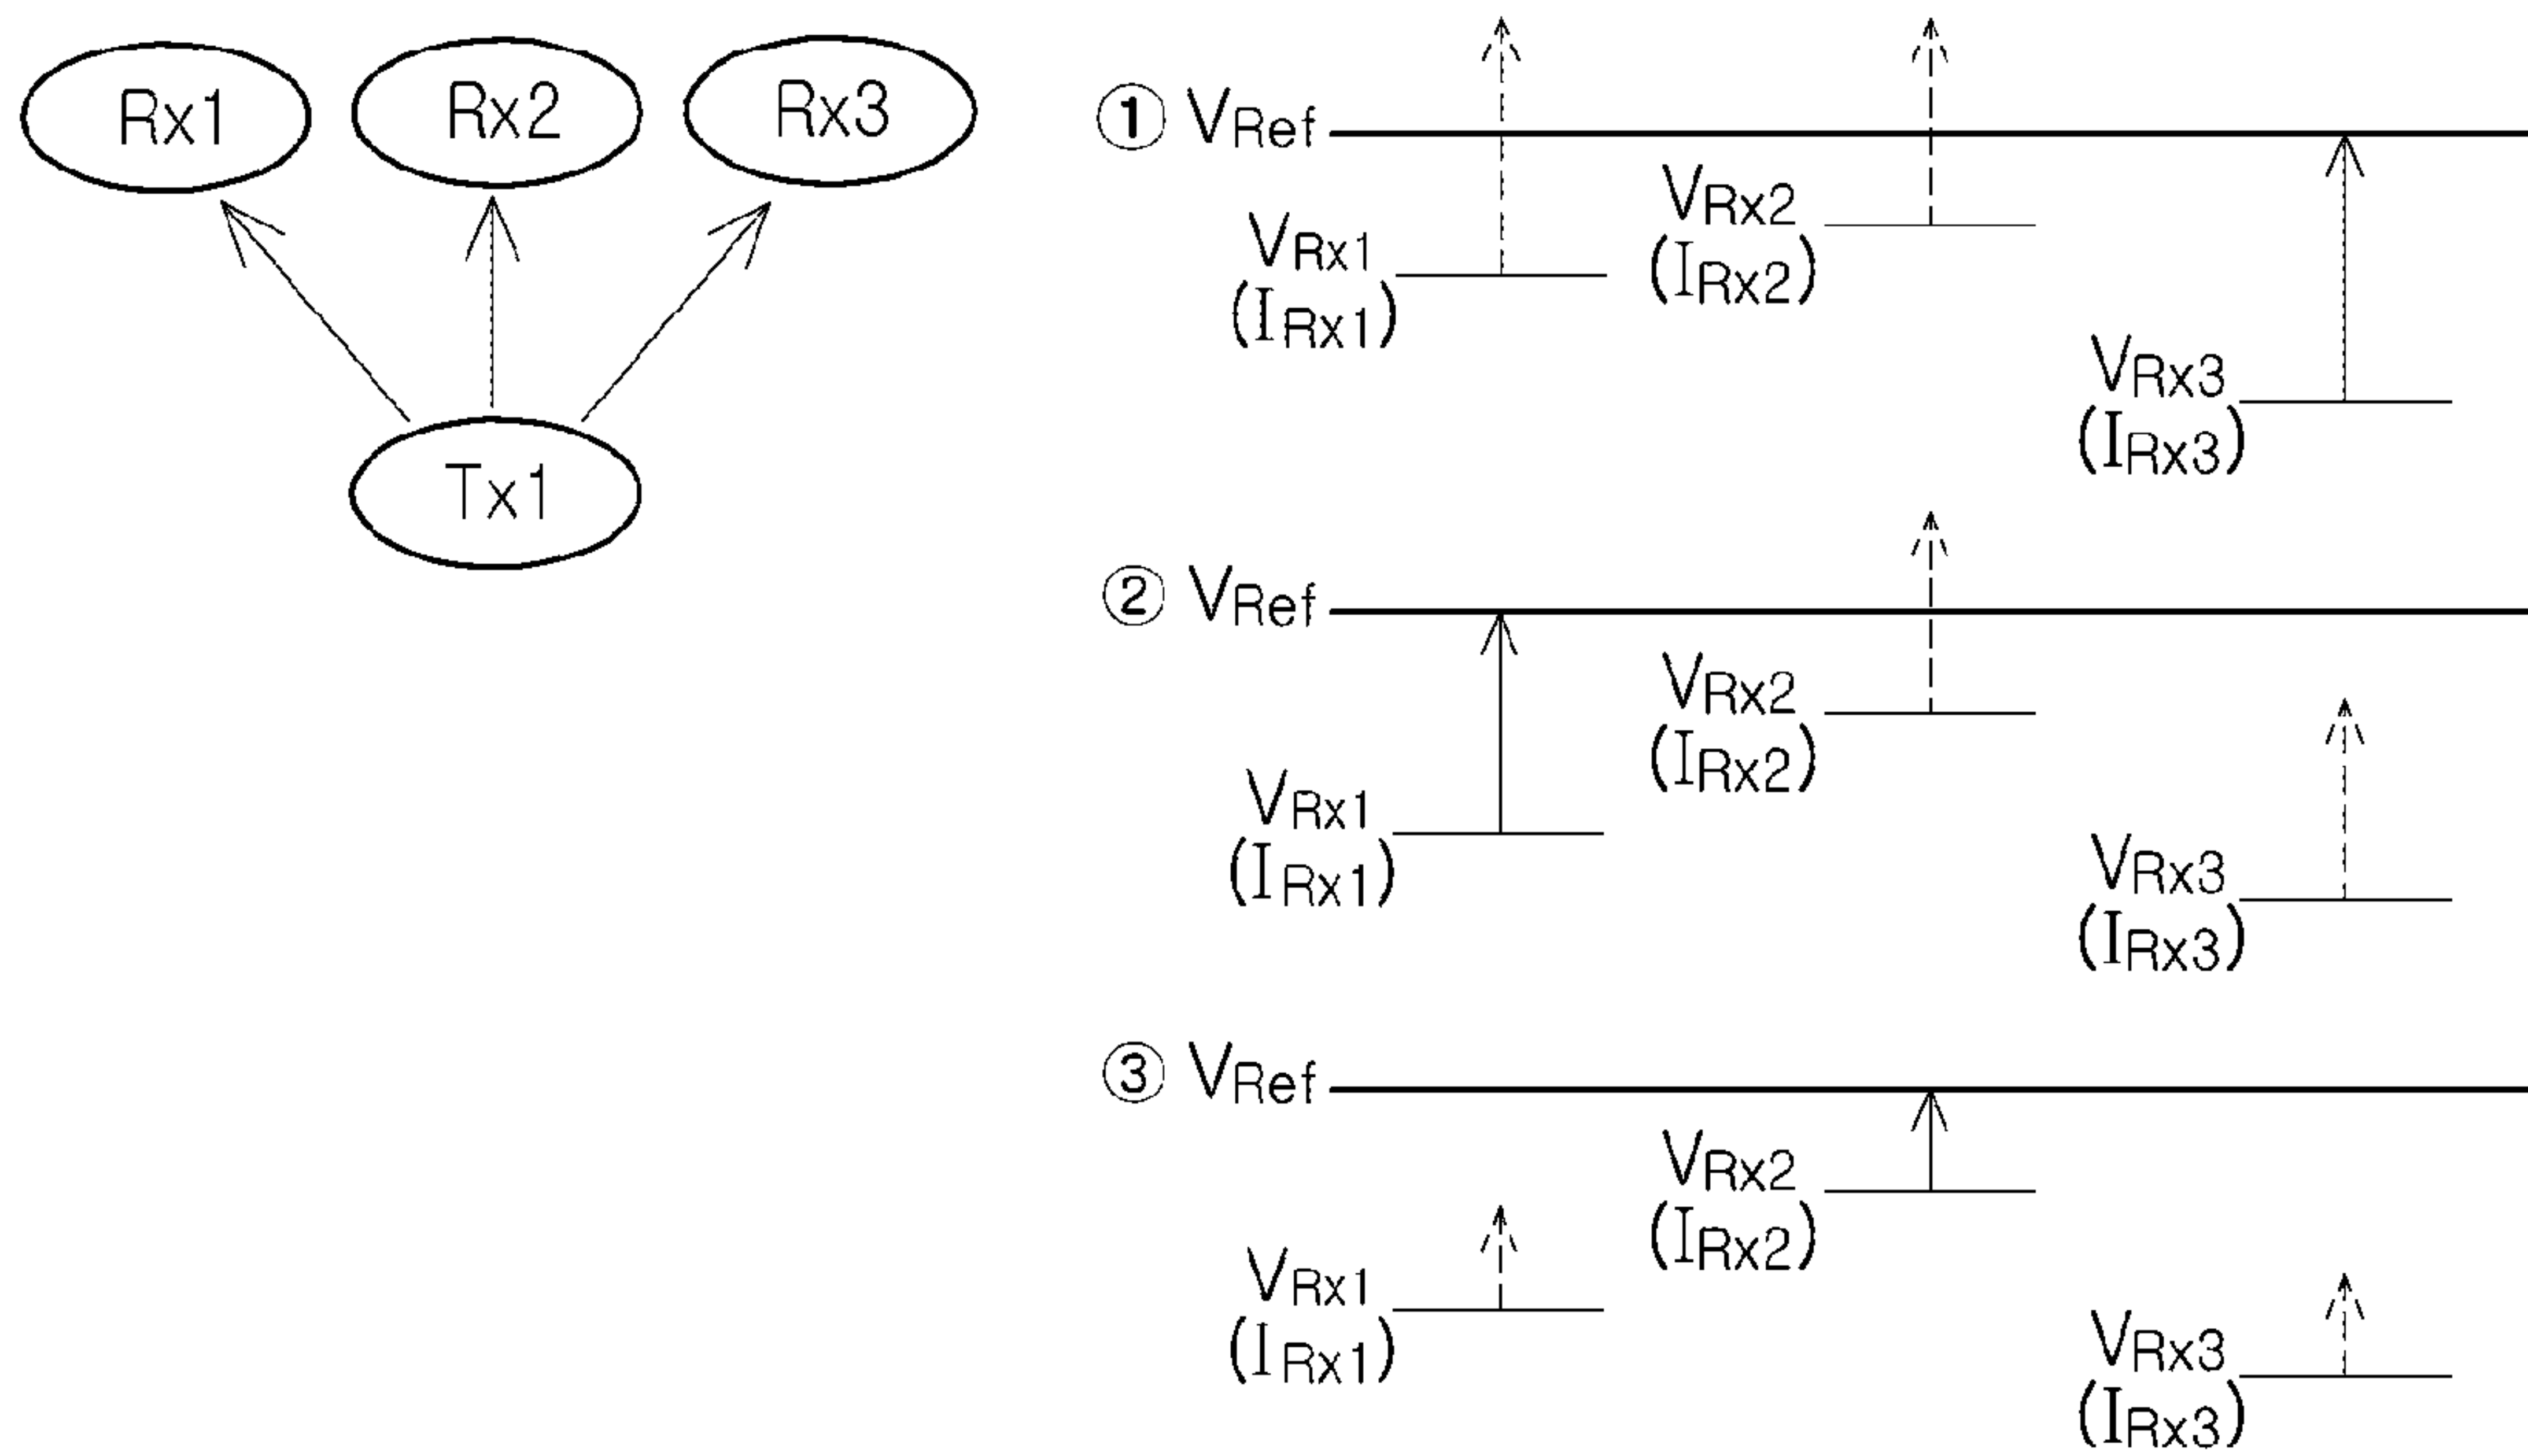 Rx1 Rx2 Rx3
Tx1
① VRef
VRx1
(IRx1)
VRx2
(IRx2)
VRx3
(IRx3)
② VRef
VRx1
(IRx1)
VRx2
(IRx2)
VRx3
(IRx3)
③ VRef
VRx1
(IRx1)
VRx2
(IRx2)
VRx3
(IRx3)